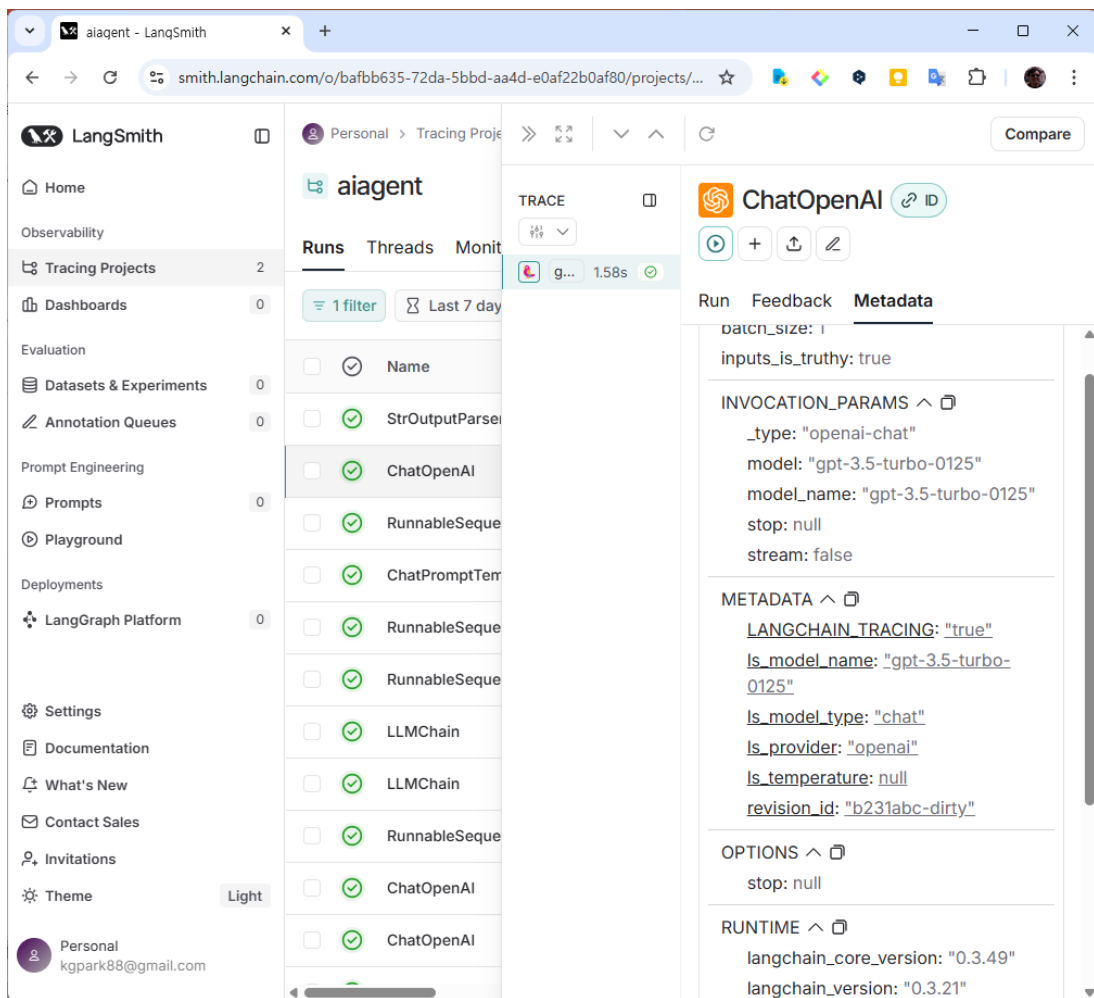 aiagent - LangSmith
smith.langchain.com/o/bafbb635-72da-5bbd-aa4d-e0af22b0af80/projects/...
LangSmith
Home
Observability
Tracing Projects 2
Dashboards 0
Evaluation
Datasets & Experiments 0
Annotation Queues 0
Prompt Engineering
Prompts 0
Playground
Deployments
LangGraph Platform 0
Settings
Documentation
What's New
Contact Sales
Invitations
Theme Light
Personal
kgpark88@gmail.com
Personal > Tracing Proje
aiagent
Runs Threads Monit
1 filter Last 7 day
Name
StrOutputParser
ChatOpenAI
RunnableSeque
ChatPromptTem
RunnableSeque
RunnableSeque
LLMChain
LLMChain
RunnableSeque
ChatOpenAI
ChatOpenAI
TRACE
g... 1.58s
Compare
ChatOpenAI ID
Run Feedback Metadata
batch_size: 1
inputs_is_truthy: true
INVOCATION_PARAMS
_type: "openai-chat"
model: "gpt-3.5-turbo-0125"
model_name: "gpt-3.5-turbo-0125"
stop: null
stream: false
METADATA
LANGCHAIN_TRACING: "true"
ls_model_name: "gpt-3.5-turbo-
0125"
ls_model_type: "chat"
ls_provider: "openai"
ls_temperature: null
revision_id: "b231abc-dirty"
OPTIONS
stop: null
RUNTIME
langchain_core_version: "0.3.49"
langchain_version: "0.3.21"